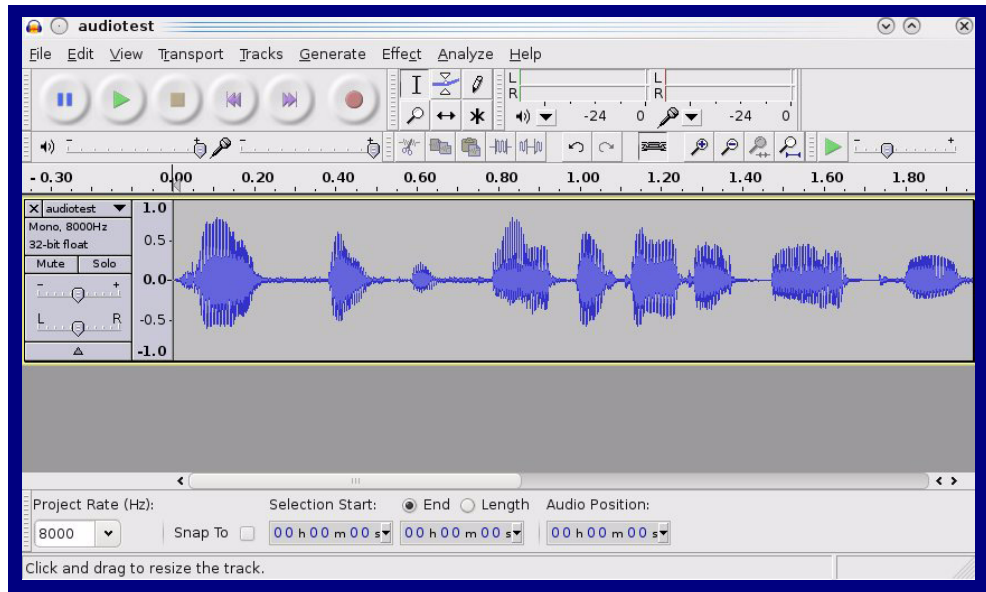 audiotest
File Edit View Transport Tracks Generate Effect Analyze Help
L L
R R
-24 0 -24 0
- +
- 0.30 0.00 0.20 0.40 0.60 0.80 1.00 1.20 1.40 1.60 1.80
X audiotest 1.0
Mono, 8000Hz
32-bit float 0.5
Mute Solo
0.0
- +
L R -0.5
-1.0
Project Rate (Hz): Selection Start: End Length Audio Position:
8000 Snap To 00 h 00 m 00 s 00 h 00 m 00 s 00 h 00 m 00 s
Click and drag to resize the track.